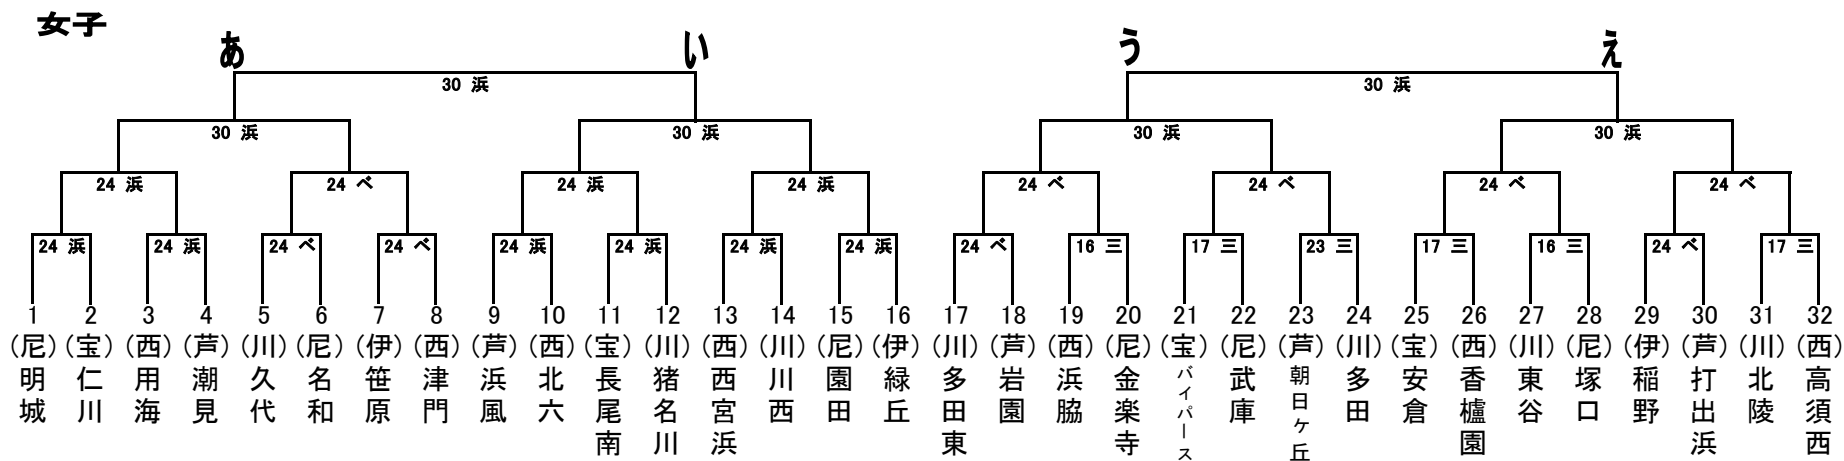 女子
あ い う え
30 浜 30 浜
30 浜 30 浜 30 浜 30 浜
24 浜 24 ベ 24 浜 24 浜 24 ベ 24 ベ 24 ベ 24 ベ
24 浜 24 浜 24 ベ 24 ベ 24 浜 24 浜 24 浜 24 浜 24 ベ 16 三 17 三 23 三 17 三 16 三 24 ベ 17 三
1 (尼)明城
2 (宝)仁川
3 (西)用海
4 (芦)潮見
5 (川)久代
6 (尼)名和
7 (伊)笹原
8 (西)津門
9 (芦)浜風
10 (西)北六
11 (宝)長尾南
12 (川)猪名川
13 (西)西宮浜
14 (川)川西
15 (尼)園田
16 (伊)緑丘
17 (川)多田東
18 (芦)岩園
19 (西)浜脇
20 (尼)金楽寺
21 (宝)バイパース
22 (尼)武庫
23 (芦)朝日ヶ丘
24 (川)多田
25 (宝)安倉
26 (西)香櫨園
27 (川)東谷
28 (尼)塚口
29 (伊)稲野
30 (芦)打出浜
31 (川)北陵
32 (西)高須西